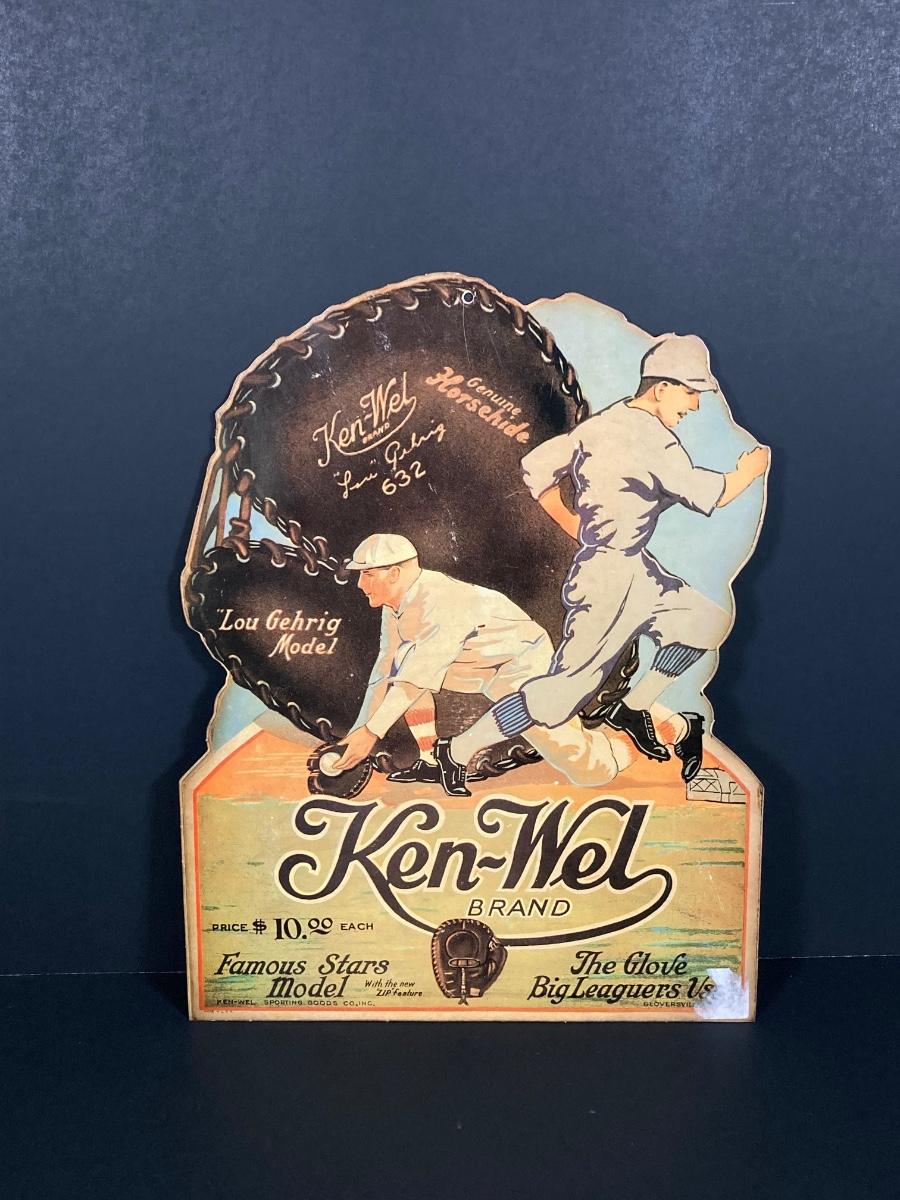 Ken-Wel
BRAND
Genuine
Horsehide
"Lou" Gehrig
632
"Lou Gehrig
Model
Ken-Wel
BRAND
PRICE $ 10.00 EACH
Famous Stars
Model
With the new
"ZIP" feature
KEN-WEL SPORTING GOODS CO., INC.
The Glove
Big Leaguers